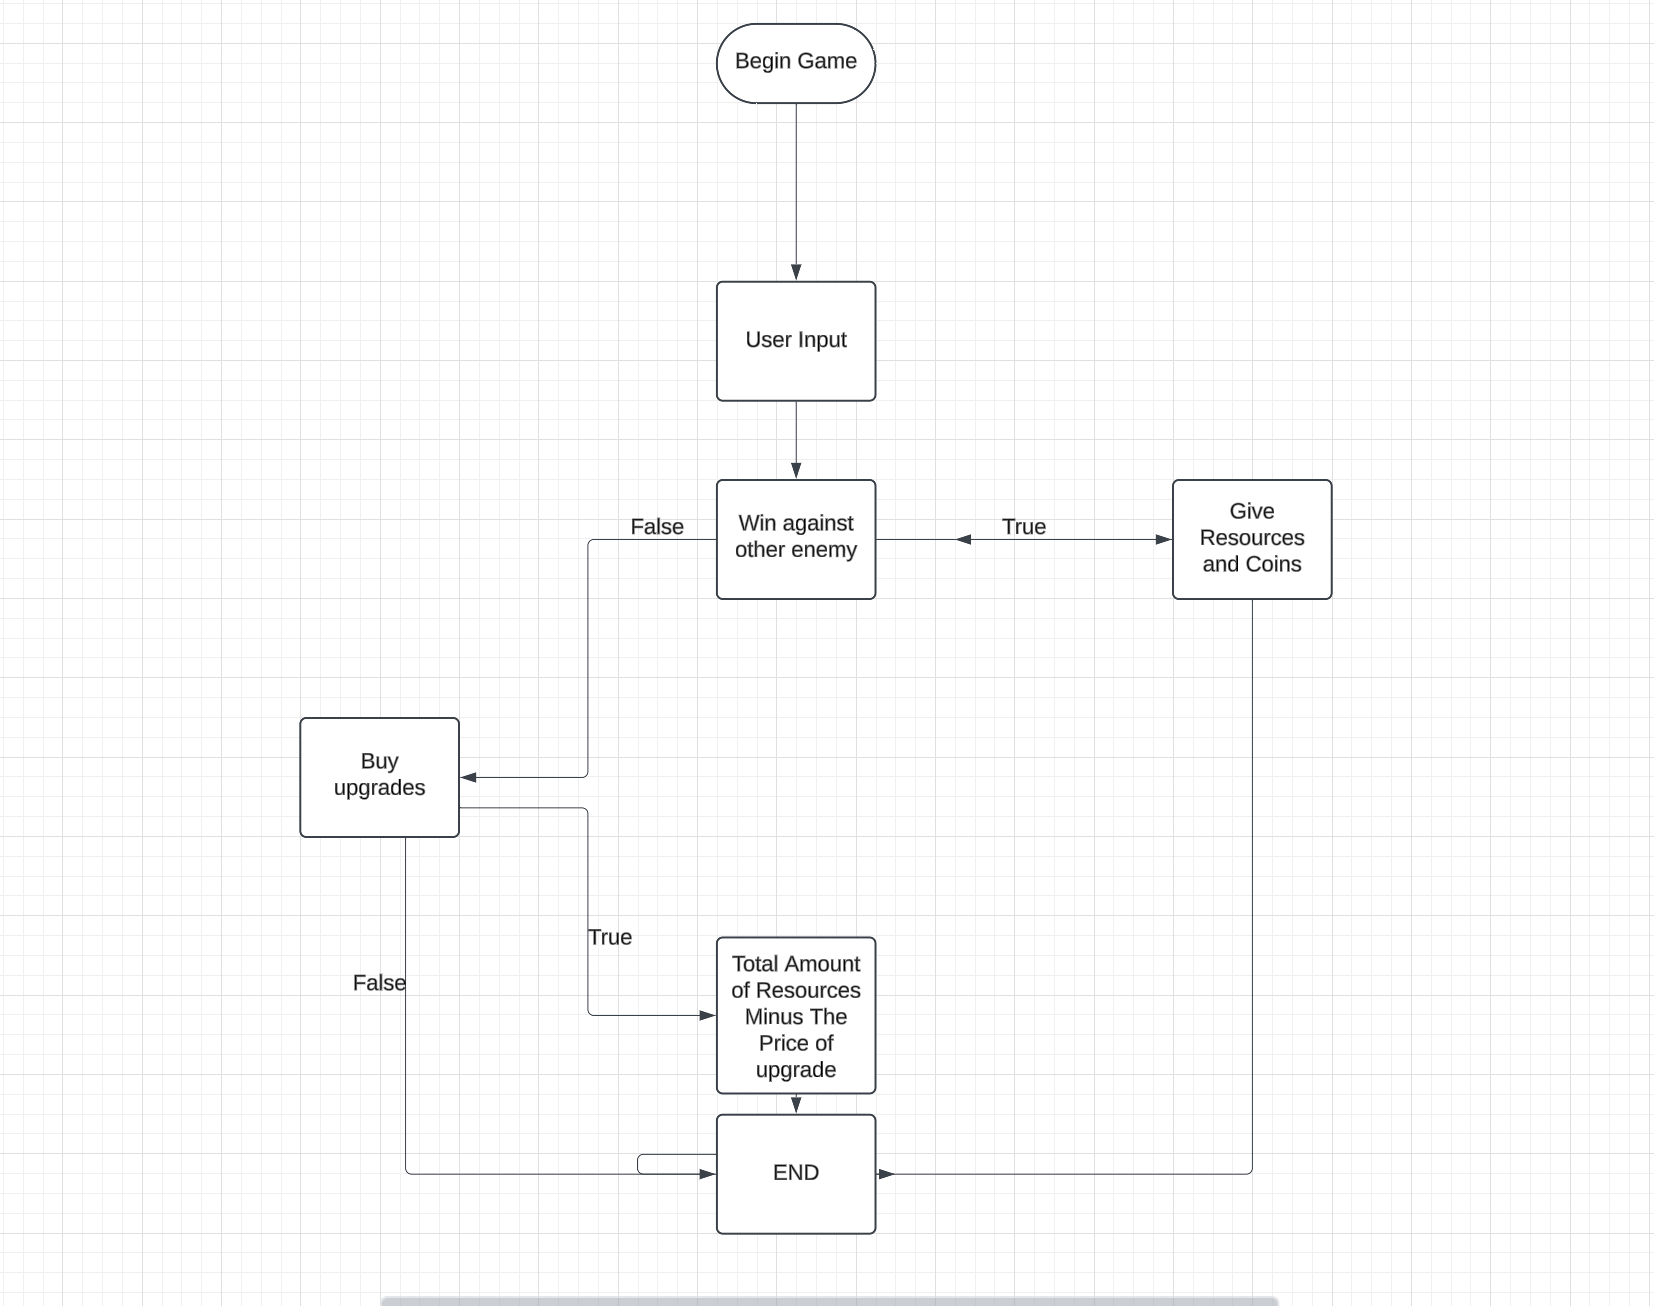 Begin Game
User Input
False
Win against
other enemy
True
Give
Resources
and Coins
Buy
upgrades
True
False
Total Amount
of Resources
Minus The
Price of
upgrade
END